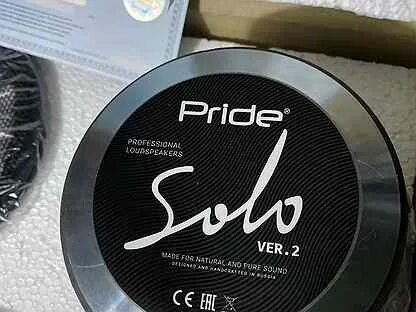 Pride®
PROFESSIONAL
LOUDSPEAKERS
Solo
VER.2
MADE FOR NATURAL AND PURE SOUND
DESIGNED AND HANDCRAFTED IN RUSSIA
CE EAC